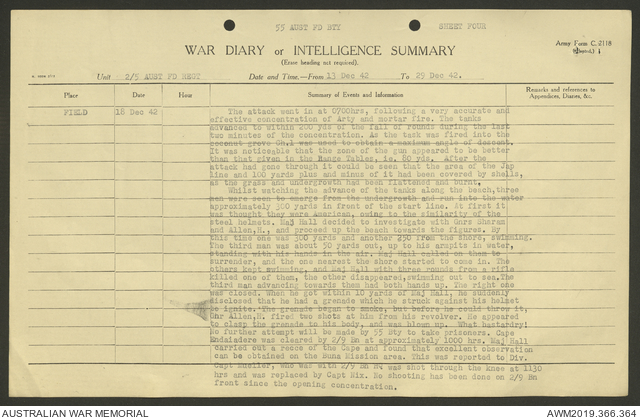 55 AUST FD BTY
SHEET FOUR
WAR DIARY or INTELLIGENCE SUMMARY
Army Form C. 2118
(Erase heading not required).
Unit 2/5 AUST FD REGT Date and Time.—From 13 Dec 42 To 29 Dec 42.
Place Date Hour Summary of Events and Information Remarks and references to Appendices, Diaries, &c.
FIELD 18 Dec 42 The attack went in at 0700hrs, following a very accurate and
effective concentration of Arty and mortar fire. The tanks
advanced to within 200 yds of the fall of rounds during the last
two minutes of the concentration. As the task was fired into the
coconut grove Ch.1 was used to obtain a maximum angle of descent.
It was noticeable that the zone of the gun appeared to be better
than that given in the Range Tables, ie. 80 yds. After the
attack had gone through it could be seen that the area of the Jap
line and 100 yards plus and minus of it had been covered by shells,
as the grass and undergrowth had been flattened and burnt.
Whilst watching the advance of the tanks along the beach, three
men were seen to emerge from the undergrowth and run into the water
approximately 300 yards in front of the start line. At first it
was thought they were American, owing to the similarity of the
steel helmets. Maj Hall decided to investigate with Gnrs Sharam
and Allen,H., and proceed up the beach towards the figures. By
this time one was 300 yards and another 250 from the shore, swimming.
The third man was about 30 yards out, up to his armpits in water,
standing with his hands in the air. Maj Hall called on them to
surrender, and the ones nearest the shore started to come in. The
others kept swimming, and Maj Hall with three rounds from a rifle
killed one of them, the other disappeared, swimming out to sea. The
third man advancing towards them had both hands up. The right one
was closed. When he got within 10 yards of Maj Hall, he suddenly
disclosed that he had a grenade which he struck against his helmet
to ignite. The grenade began to smoke, but before he could throw it,
Gnr Allen, H. fired two shots at him from his revolver. He appeared
to clasp the grenade to his body, and was blown up. What bastardry!
No further attempt will be made by 55 Bty to take prisoners. Cape
Endaiadere was cleared by 2/9 Bn at approximately 1000 hrs. Maj Hall
carried out a recce of the Cape and found that excellent observation
can be obtained on the Buna Mission area. This was reported to Div.
Capt Sheller, who was with 2/9 Bn HQ was shot through the knee at 1130
hrs and was replaced by Capt Nix. No shooting has been done on 2/9 Bn
front since the opening concentration.
AUSTRALIAN WAR MEMORIAL
AWM2019.366.364